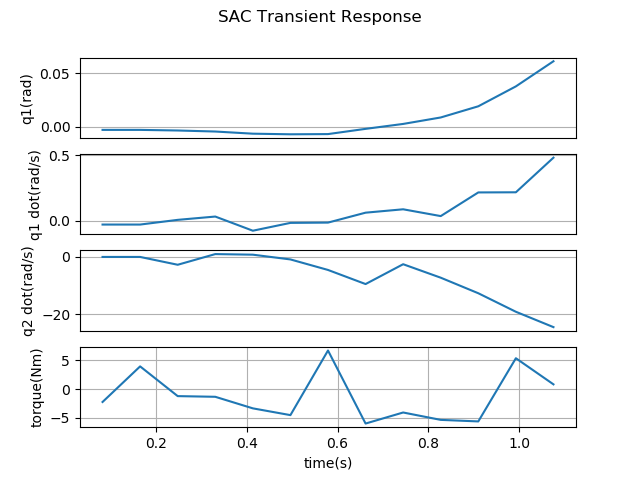 SAC Transient Response
q1(rad)
0.05
0.00
q1 dot(rad/s)
0.5
0.0
q2 dot(rad/s)
0
−20
torque(Nm)
5
0
−5
0.2 0.4 0.6 0.8 1.0
time(s)